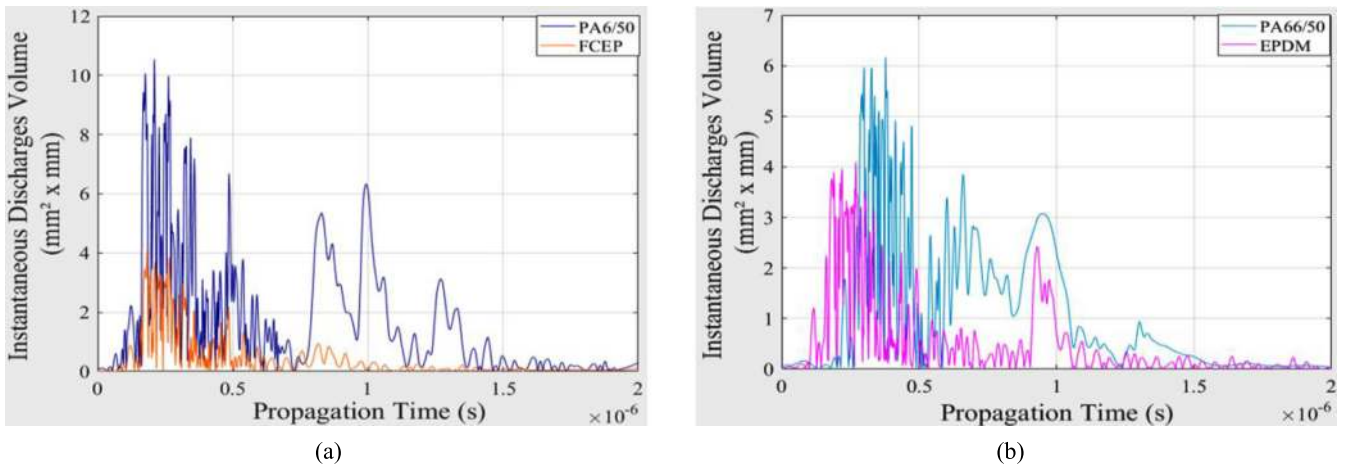 Instantaneous Discharges Volume
(mm² x mm)
12
10
8
6
4
2
0
PA6/50
FCEP
0 0.5 1 1.5 2
Propagation Time (s)
×10⁻⁶
(a)
Instantaneous Discharges Volume
(mm² x mm)
7
6
5
4
3
2
1
0
PA66/50
EPDM
0 0.5 1 1.5 2
Propagation Time (s)
×10⁻⁶
(b)